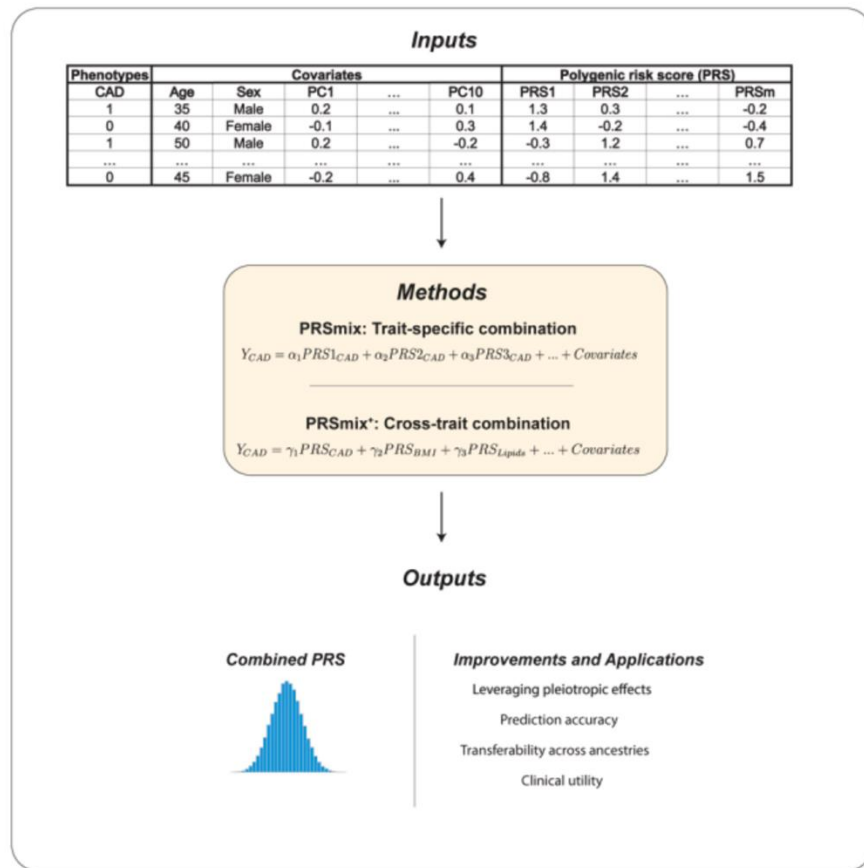 Inputs
Phenotypes Covariates Polygenic risk score (PRS)
CAD Age Sex PC1 ... PC10 PRS1 PRS2 ... PRSm
1 35 Male 0.2 ... 0.1 1.3 0.3 ... -0.2
0 40 Female -0.1 ... 0.3 1.4 -0.2 ... -0.4
1 50 Male 0.2 ... -0.2 -0.3 1.2 ... 0.7
... ... ... ... ... ... ... ... ... ...
0 45 Female -0.2 ... 0.4 -0.8 1.4 ... 1.5
Methods
PRSmix: Trait-specific combination
Y_CAD = α₁PRS1_CAD + α₂PRS2_CAD + α₃PRS3_CAD + ... + Covariates
PRSmix⁺: Cross-trait combination
Y_CAD = γ₁PRS_CAD + γ₂PRS_BMI + γ₃PRS_Lipids + ... + Covariates
Outputs
Combined PRS
Improvements and Applications
Leveraging pleiotropic effects
Prediction accuracy
Transferability across ancestries
Clinical utility